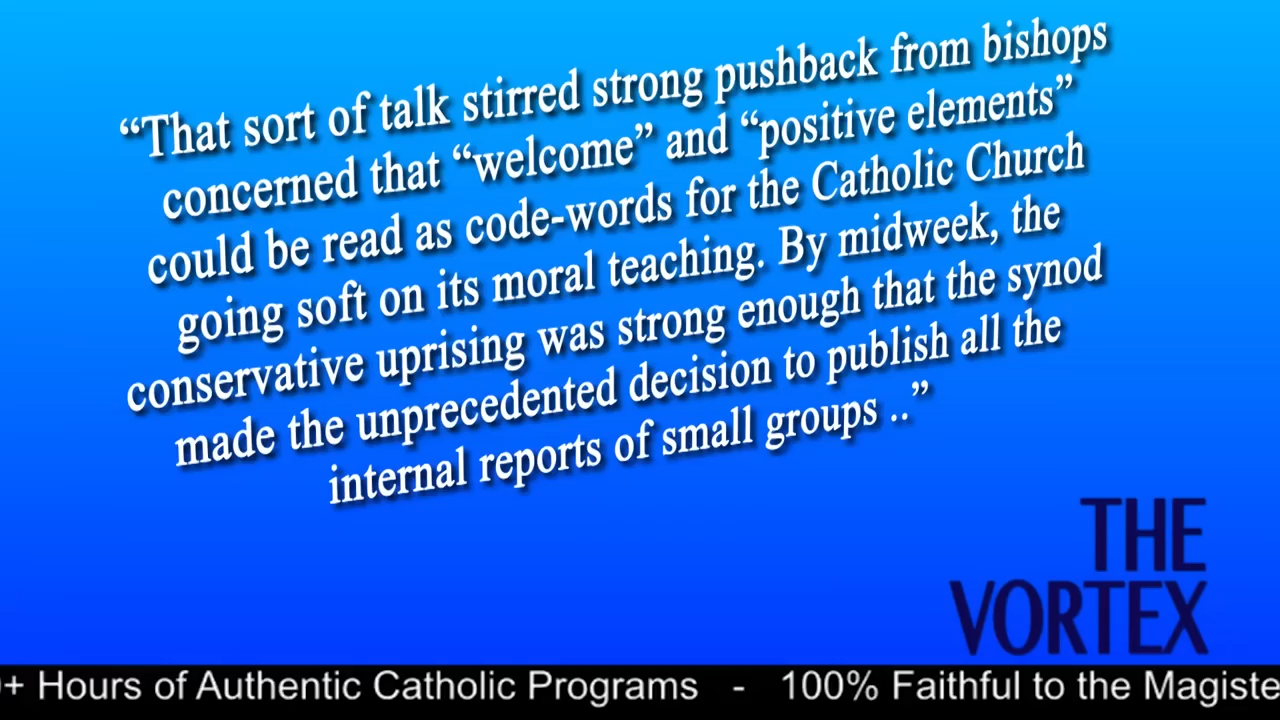 “That sort of talk stirred strong pushback from bishops
concerned that “welcome” and “positive elements”
could be read as code-words for the Catholic Church
going soft on its moral teaching. By midweek, the
conservative uprising was strong enough that the synod
made the unprecedented decision to publish all the
internal reports of small groups ..”
THE
VORTEX
+ Hours of Authentic Catholic Programs - 100% Faithful to the Magiste